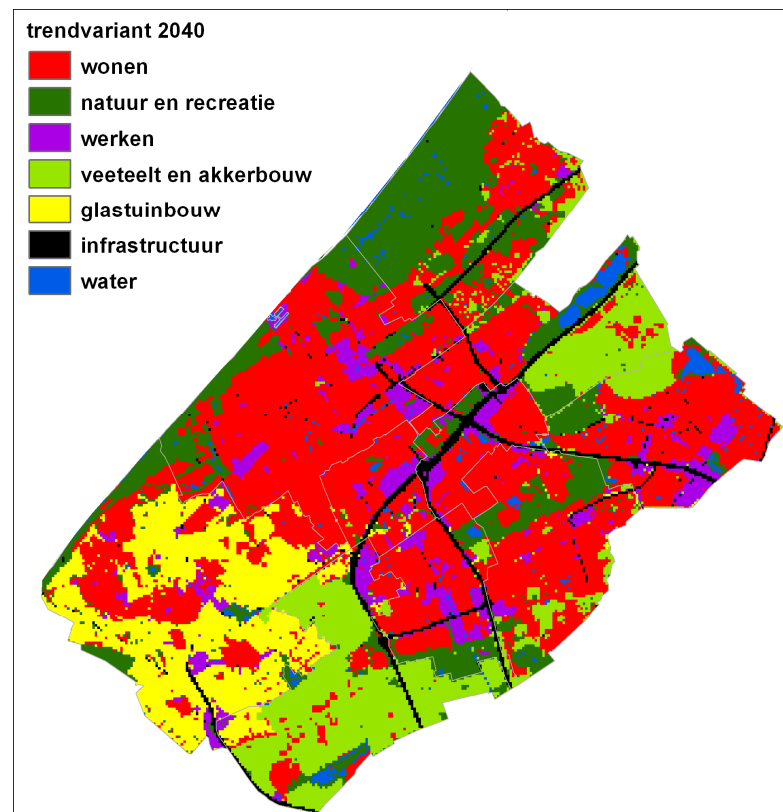 trendvariant 2040
wonen
natuur en recreatie
werken
veeteelt en akkerbouw
glastuinbouw
infrastructuur
water